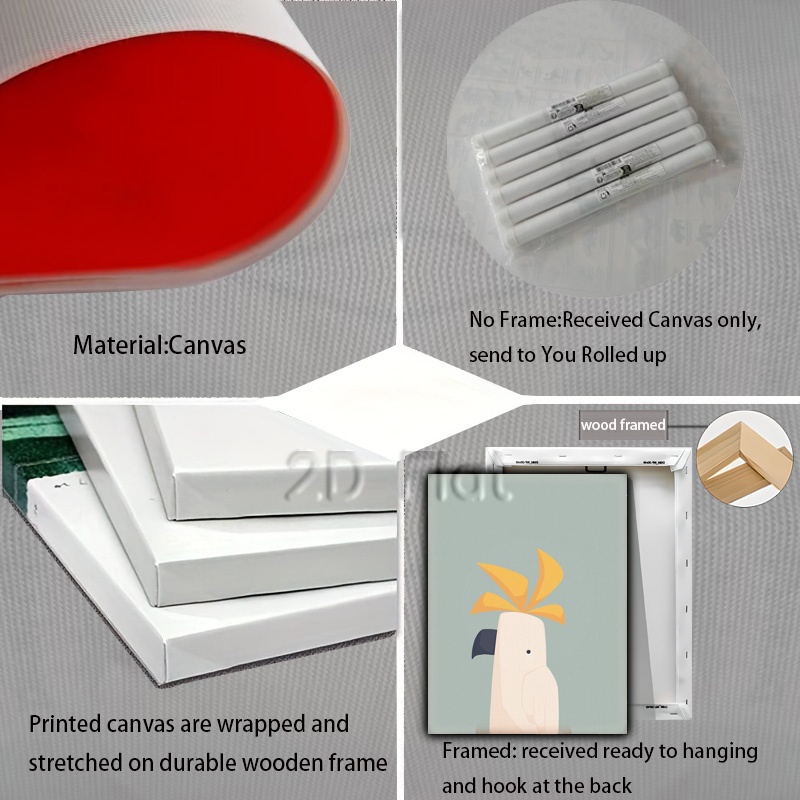 Material:Canvas
No Frame:Received Canvas only,
send to You Rolled up
wood framed
2D Flat
Printed canvas are wrapped and
stretched on durable wooden frame
Framed: received ready to hanging
and hook at the back